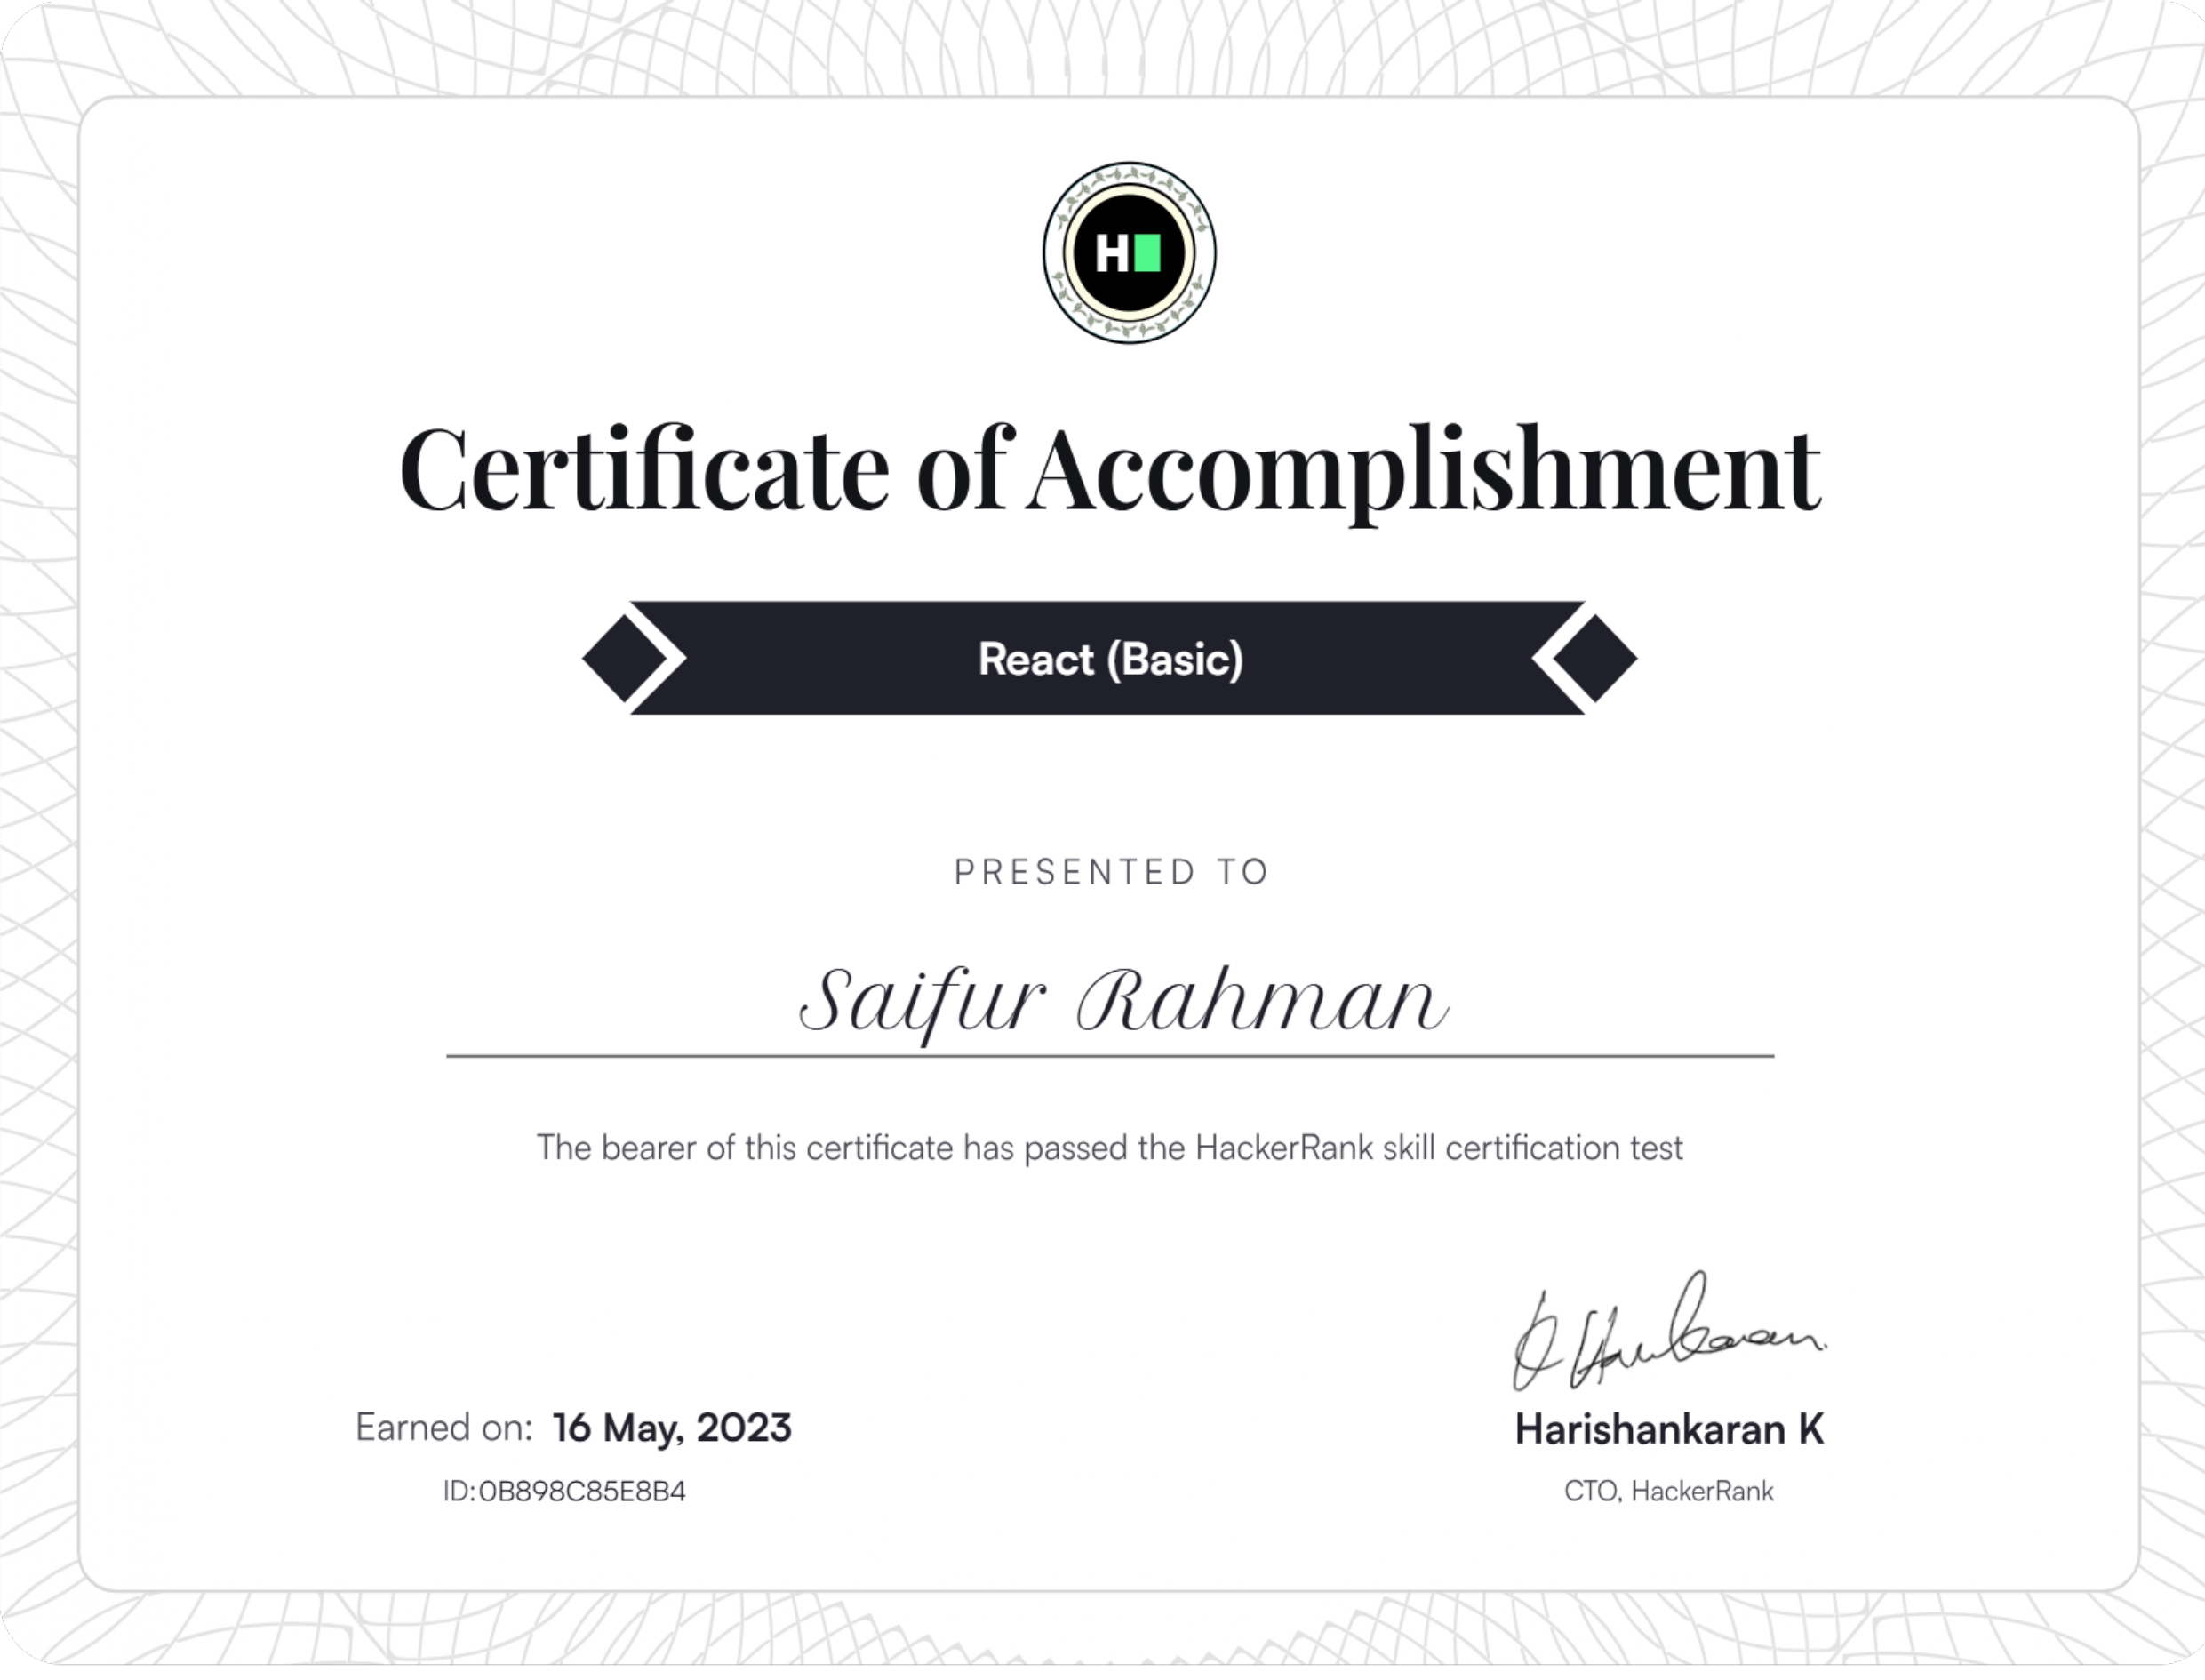 H
Certificate of Accomplishment
React (Basic)
PRESENTED TO
Saifur Rahman
The bearer of this certificate has passed the HackerRank skill certification test
Earned on: 16 May, 2023
ID:0B898C85E8B4
Harishankaran K
CTO, HackerRank